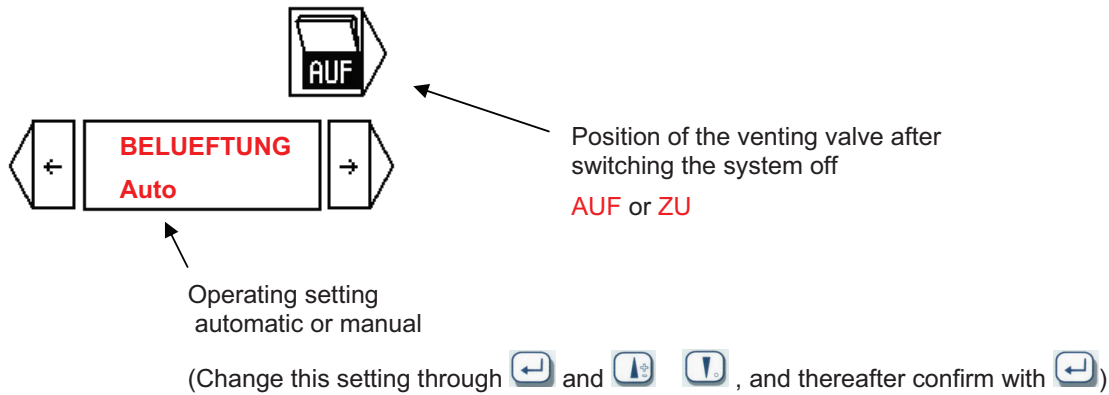 AUF
BELUEFTUNG
Auto
Position of the venting valve after
switching the system off
AUF or ZU
Operating setting
automatic or manual
(Change this setting through and , and thereafter confirm with )